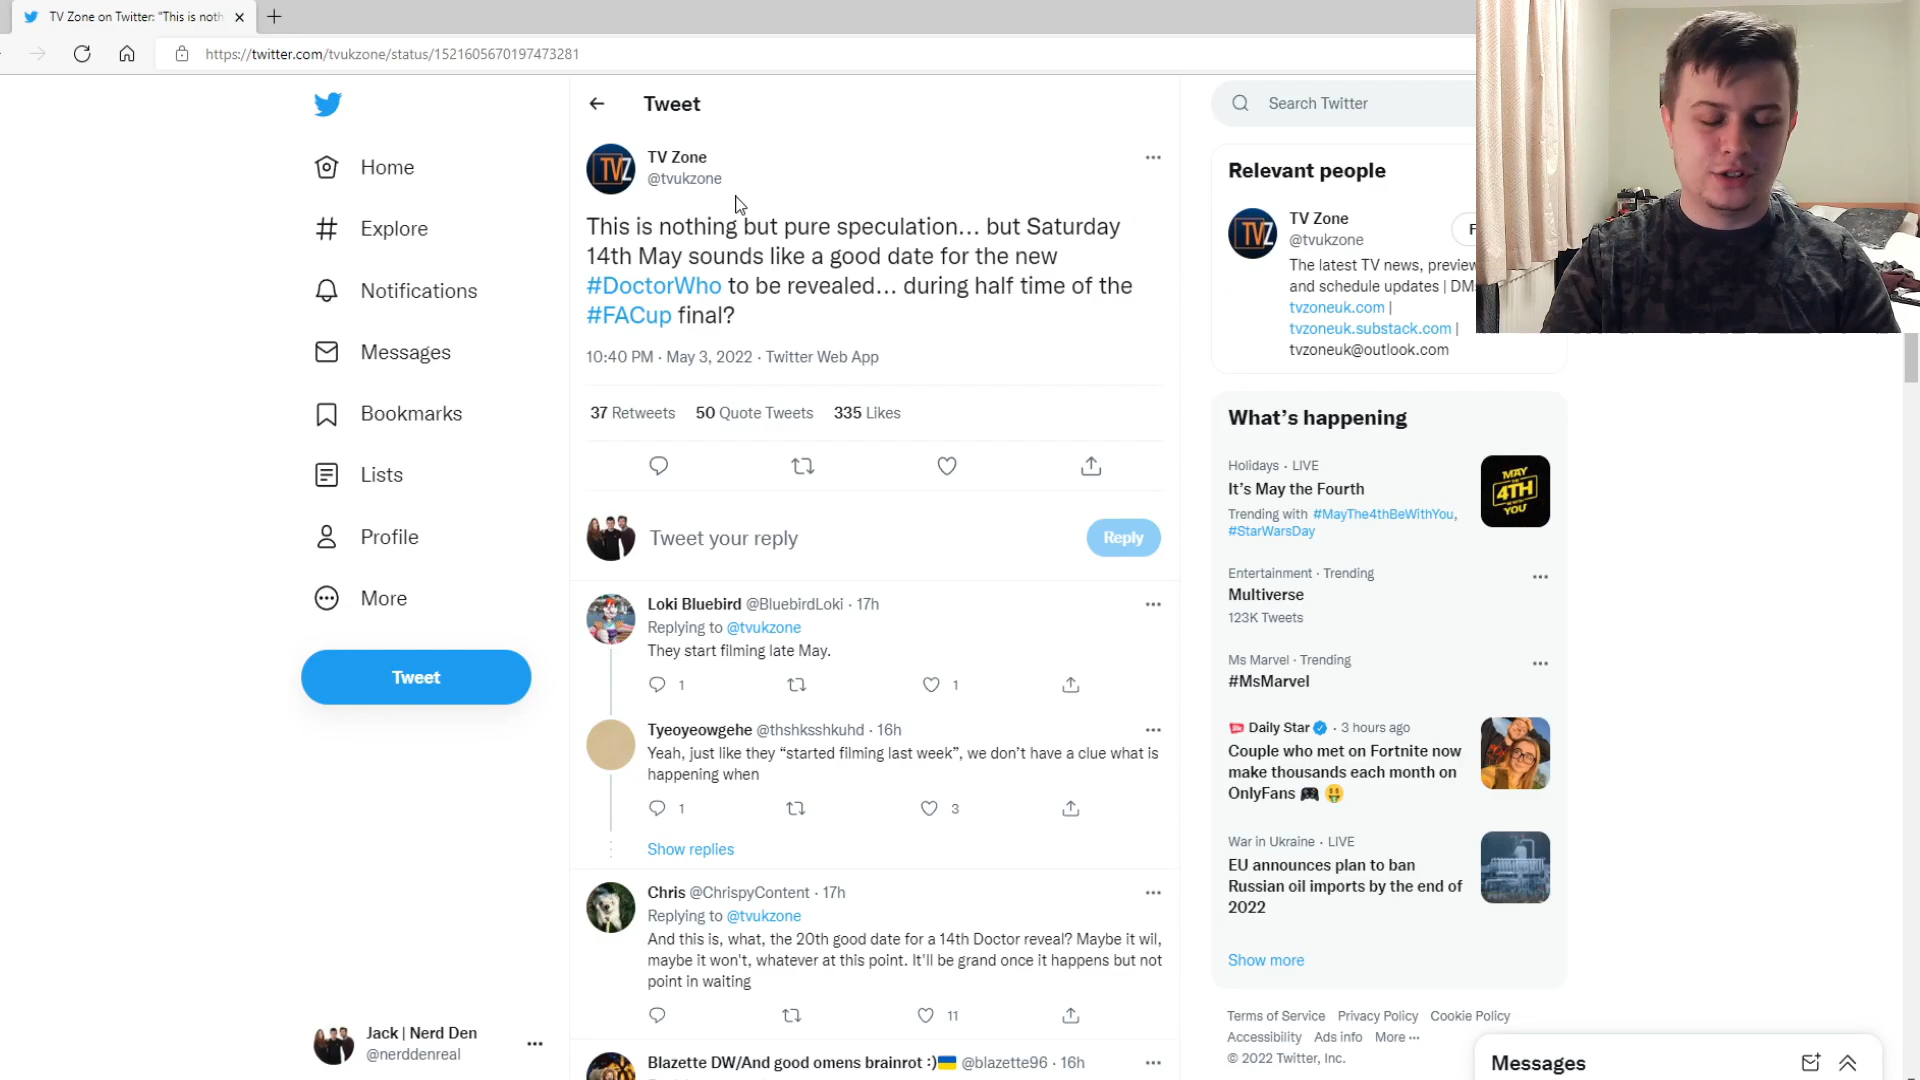 TV Zone on Twitter: "This is noth
https://twitter.com/tvukzone/status/1521605670197473281
Home
Explore
Notifications
Messages
Bookmarks
Lists
Profile
More
Tweet
Jack | Nerd Den
@nerddenreal
Tweet
TVZ
TV Zone
@tvukzone
This is nothing but pure speculation... but Saturday
14th May sounds like a good date for the new
#DoctorWho to be revealed... during half time of the
#FACup final?
10:40 PM · May 3, 2022 · Twitter Web App
37 Retweets 50 Quote Tweets 335 Likes
Tweet your reply
Reply
Loki Bluebird @BluebirdLoki · 17h
Replying to @tvukzone
They start filming late May.
1 1
Tyeoyeowgehe @thshksshkuhd · 16h
Yeah, just like they “started filming last week”, we don’t have a clue what is
happening when
1 3
Show replies
Chris @ChrispyContent · 17h
Replying to @tvukzone
And this is, what, the 20th good date for a 14th Doctor reveal? Maybe it wil,
maybe it won't, whatever at this point. It'll be grand once it happens but not
point in waiting
11
Blazette DW/And good omens brainrot :) @blazette96 · 16h
Search Twitter
Relevant people
TVZ
TV Zone
@tvukzone
F
The latest TV news, preview
and schedule updates | DM
tvzoneuk.com |
tvzoneuk.substack.com |
tvzoneuk@outlook.com
What’s happening
Holidays · LIVE
It’s May the Fourth
Trending with #MayThe4thBeWithYou,
#StarWarsDay
MAY
THE
4TH
BE WITH
YOU
Entertainment · Trending
Multiverse
123K Tweets
Ms Marvel · Trending
#MsMarvel
Daily Star · 3 hours ago
Couple who met on Fortnite now
make thousands each month on
OnlyFans
War in Ukraine · LIVE
EU announces plan to ban
Russian oil imports by the end of
2022
Show more
Terms of Service Privacy Policy Cookie Policy
Accessibility Ads info More
© 2022 Twitter, Inc.
Messages